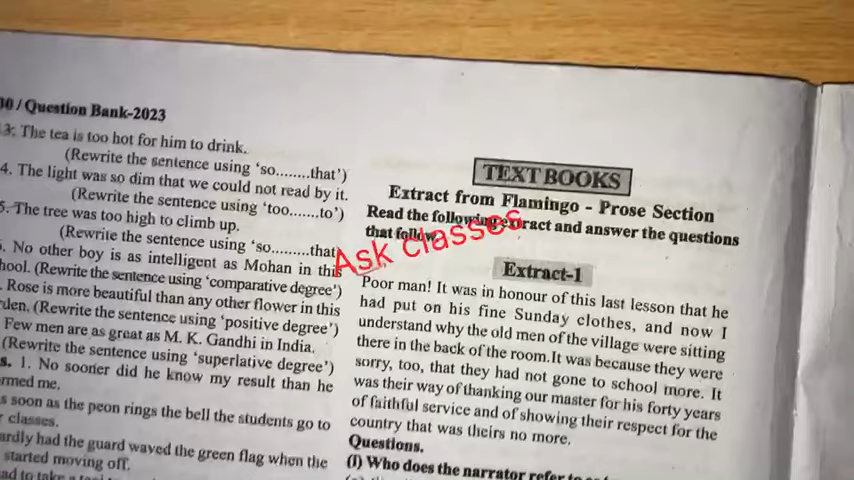 00 / Question Bank-2023
3. The tea is too hot for him to drink.
(Rewrite the sentence using 'so........that')
4. The light was so dim that we could not read by it.
(Rewrite the sentence using 'too.......to')
5. The tree was too high to climb up.
(Rewrite the sentence using 'so.........that
No other boy is as intelligent as Mohan in this
hool. (Rewrite the sentence using 'comparative degree')
Rose is more beautiful than any other flower in this
rden. (Rewrite the sentence using 'positive degree')
Few men are as great as M. K. Gandhi in India.
(Rewrite the sentence using 'superlative degree')
s. 1. No sooner did he know my result than he
ormed me.
s soon as the peon rings the bell the students go to
r classes.
ardly had the guard waved the green flag when the
started moving off.
TEXT BOOKS
Extract from Flamingo - Prose Section
Read the following extract and answer the questions
that follow
Ask classes
Extract-1
Poor man! It was in honour of this last lesson that he
had put on his fine Sunday clothes, and now I
understand why the old men of the village were sitting
there in the back of the room.It was because they were
sorry, too, that they had not gone to school more. It
was their way of thanking our master for his forty years
of faithful service and of showing their respect for the
country that was theirs no more.
Questions.
(I) Who does the narrator refer to